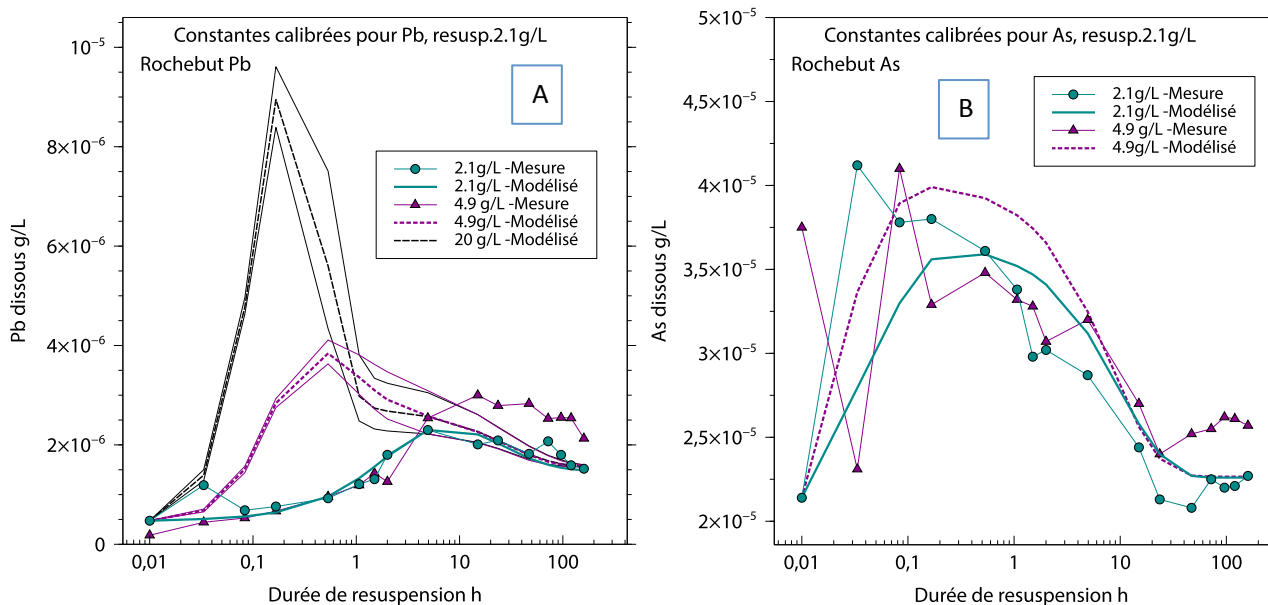 Constantes calibrées pour Pb, resusp.2.1g/L
Rochebut Pb
A
10⁻⁵
8×10⁻⁶
6×10⁻⁶
4×10⁻⁶
2×10⁻⁶
0
Pb dissous g/L
2.1g/L -Mesure
2.1g/L -Modélisé
4.9 g/L -Mesure
4.9g/L -Modélisé
20 g/L -Modélisé
0,01 0,1 1 10 100
Durée de resuspension h
Constantes calibrées pour As, resusp.2.1g/L
Rochebut As
B
5×10⁻⁵
4,5×10⁻⁵
4×10⁻⁵
3,5×10⁻⁵
3×10⁻⁵
2,5×10⁻⁵
2×10⁻⁵
As dissous g/L
2.1g/L -Mesure
2.1g/L -Modélisé
4.9 g/L -Mesure
4.9g/L -Modélisé
0,01 0,1 1 10 100
Durée de resuspension h